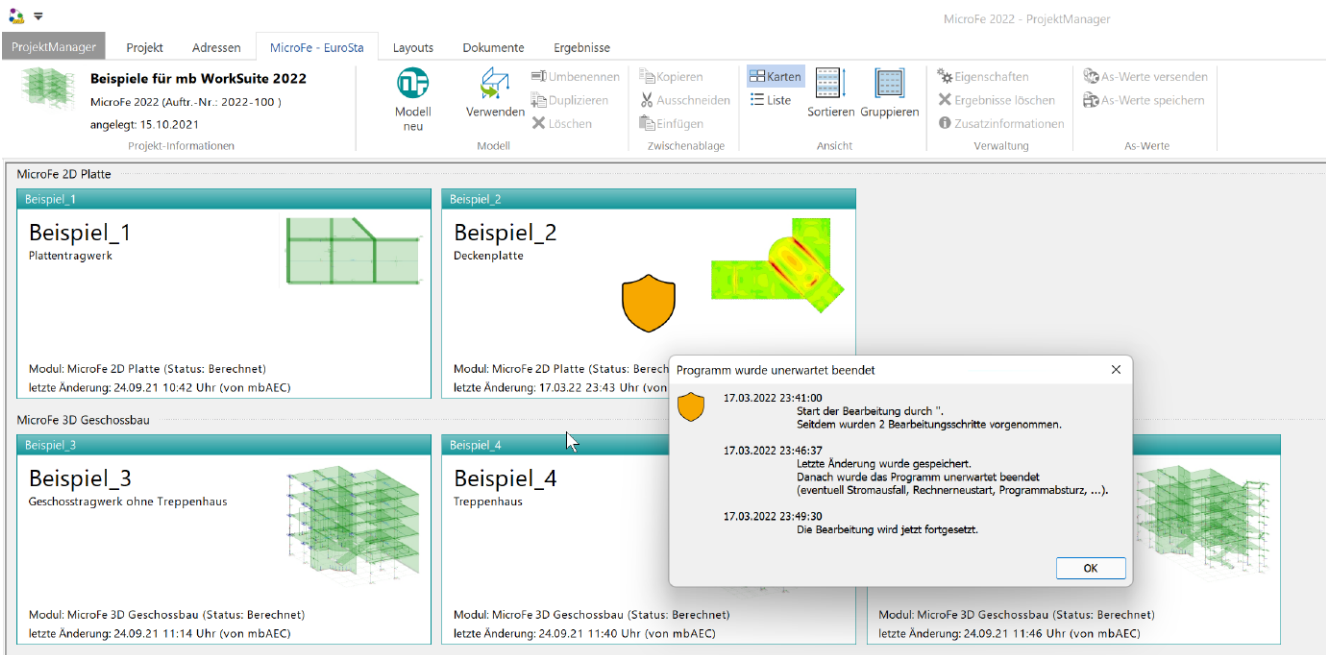 MicroFe 2022 - ProjektManager
ProjektManager Projekt Adressen MicroFe - EuroSta Layouts Dokumente Ergebnisse
Beispiele für mb WorkSuite 2022
MicroFe 2022 (Auftr.-Nr.: 2022-100 )
angelegt: 15.10.2021
Projekt-Informationen
Modell
neu
Verwenden
Umbenennen
Duplizieren
Löschen
Modell
Kopieren
Ausschneiden
Einfügen
Zwischenablage
Karten
Liste
Sortieren Gruppieren
Ansicht
Eigenschaften
Ergebnisse löschen
Zusatzinformationen
Verwaltung
As-Werte versenden
As-Werte speichern
As-Werte
MicroFe 2D Platte
Beispiel_1
Beispiel_1
Plattentragwerk
Modul: MicroFe 2D Platte (Status: Berechnet)
letzte Änderung: 24.09.21 10:42 Uhr (von mbAEC)
Beispiel_2
Beispiel_2
Deckenplatte
Modul: MicroFe 2D Platte (Status: Berech
letzte Änderung: 17.03.22 23:43 Uhr (von
Programm wurde unerwartet beendet
17.03.2022 23:41:00
Start der Bearbeitung durch ''.
Seitdem wurden 2 Bearbeitungsschritte vorgenommen.
17.03.2022 23:46:37
Letzte Änderung wurde gespeichert.
Danach wurde das Programm unerwartet beendet
(eventuell Stromausfall, Rechnerneustart, Programmabsturz, ...).
17.03.2022 23:49:30
Die Bearbeitung wird jetzt fortgesetzt.
OK
MicroFe 3D Geschossbau
Beispiel_3
Beispiel_3
Geschosstragwerk ohne Treppenhaus
Modul: MicroFe 3D Geschossbau (Status: Berechnet)
letzte Änderung: 24.09.21 11:14 Uhr (von mbAEC)
Beispiel_4
Beispiel_4
Treppenhaus
Modul: MicroFe 3D Geschossbau (Status: Berechnet)
letzte Änderung: 24.09.21 11:40 Uhr (von mbAEC)
Modul: MicroFe 3D Geschossbau (Status: Berechnet)
letzte Änderung: 24.09.21 11:46 Uhr (von mbAEC)